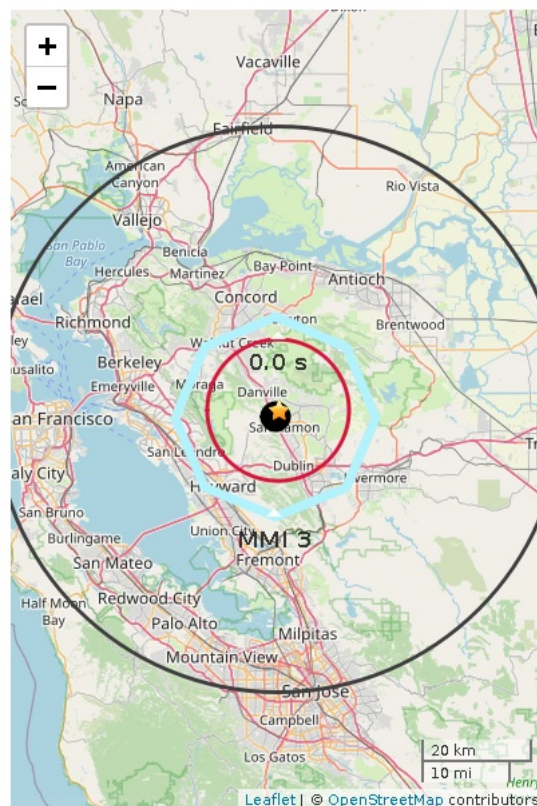 +
−
Vacaville
Napa
Fairfield
American
Canyon
Rio Vista
Vallejo
San Pablo
Bay
Benicia
Hercules
Martinez
Bay Point
Antioch
Concord
Richmond
Brentwood
Walnut Creek
Berkeley
0.0 s
Emeryville
Moraga
Danville
San Francisco
San Ramon
San Leandro
Dublin
Hayward
Livermore
San Bruno
Union City
MMI 3
Burlingame
Fremont
San Mateo
Half Moon
Bay
Redwood City
Palo Alto
Milpitas
Mountain View
San Jose
Campbell
Los Gatos
20 km
10 mi
Leaflet | © OpenStreetMap contributors